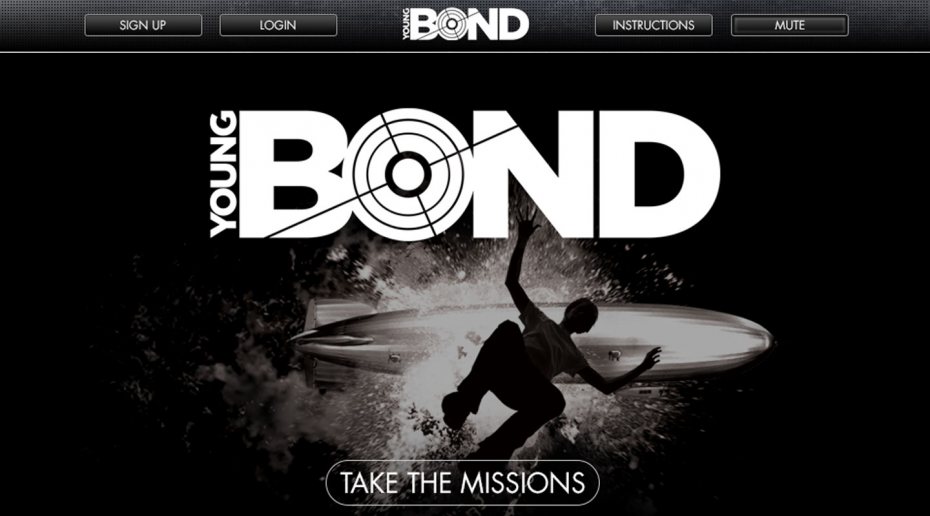 SIGN UP
LOGIN
YOUNG BOND
INSTRUCTIONS
MUTE
YOUNG BOND
TAKE THE MISSIONS